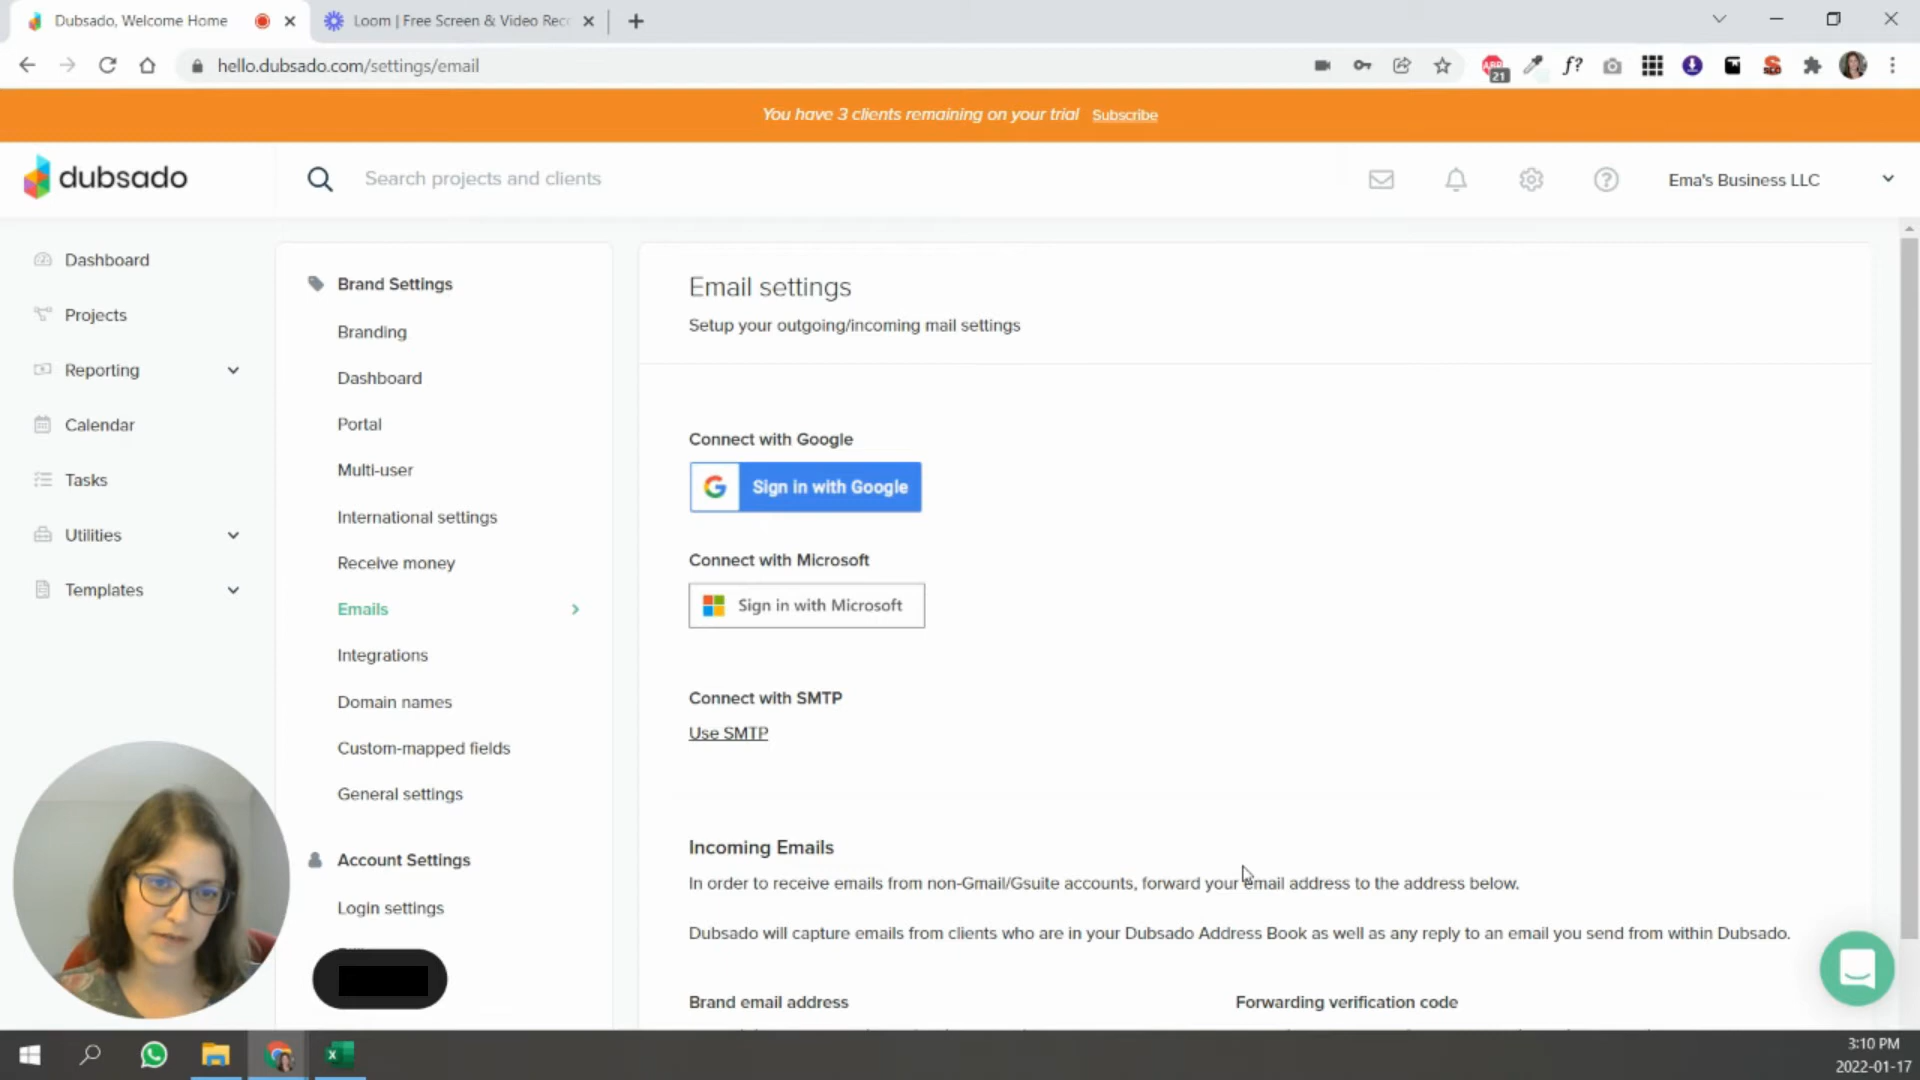 Dubsado, Welcome Home
Loom | Free Screen & Video Rec
hello.dubsado.com/settings/email
21
f?
You have 3 clients remaining on your trial Subscribe
dubsado
Search projects and clients
Ema's Business LLC
Dashboard
Projects
Reporting
Calendar
Tasks
Utilities
Templates
Brand Settings
Branding
Dashboard
Portal
Multi-user
International settings
Receive money
Emails
Integrations
Domain names
Custom-mapped fields
General settings
Account Settings
Login settings
Email settings
Setup your outgoing/incoming mail settings
Connect with Google
Sign in with Google
Connect with Microsoft
Sign in with Microsoft
Connect with SMTP
Use SMTP
Incoming Emails
In order to receive emails from non-Gmail/Gsuite accounts, forward your email address to the address below.
Dubsado will capture emails from clients who are in your Dubsado Address Book as well as any reply to an email you send from within Dubsado.
Brand email address
Forwarding verification code
3:10 PM
2022-01-17